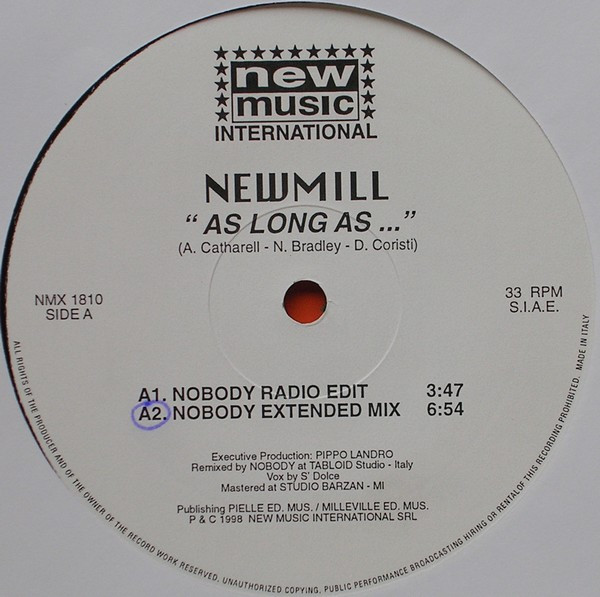 new
music
INTERNATIONAL
NEWMILL
“ AS LONG AS ... ”
(A. Catharell - N. Bradley - D. Coristi)
NMX 1810
SIDE A
33 RPM
S.I.A.E.
A1. NOBODY RADIO EDIT 3:47
A2. NOBODY EXTENDED MIX 6:54
Executive Production: PIPPO LANDRO
Remixed by NOBODY at TABLOID Studio - Italy
Vox by S' Dolce
Mastered at STUDIO BARZAN - MI
Publishing PIELLE ED. MUS. / MILLEVILLE ED. MUS.
P & C 1998 NEW MUSIC INTERNATIONAL SRL
ALL RIGHTS OF THE PRODUCER AND OF THE OWNER OF THE RECORD WORK RESERVED, UNAUTHORIZED COPYING, PUBLIC PERFORMANCE BROADCASTING HIRING OR RENTAL OF THIS RECORDING PROHIBITED. MADE IN ITALY